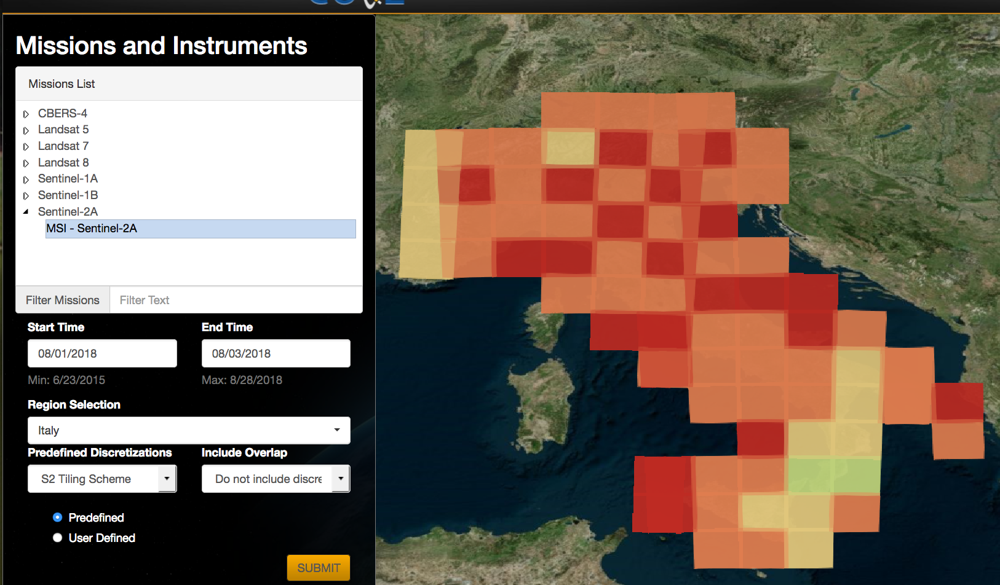 Missions and Instruments
Missions List
CBERS-4
Landsat 5
Landsat 7
Landsat 8
Sentinel-1A
Sentinel-1B
Sentinel-2A
MSI - Sentinel-2A
Filter Missions Filter Text
Start Time End Time
08/01/2018 08/03/2018
Min: 6/23/2015 Max: 8/28/2018
Region Selection
Italy
Predefined Discretizations Include Overlap
S2 Tiling Scheme Do not include
Predefined
User Defined
SUBMIT